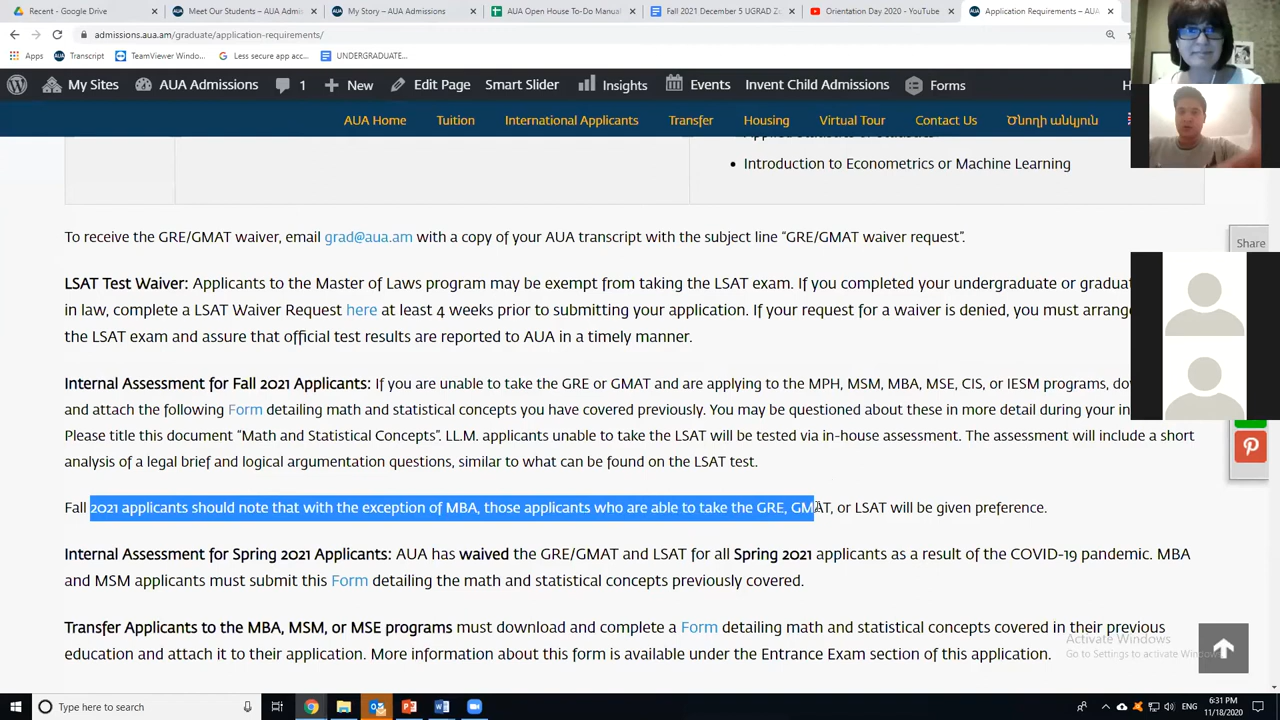 Recent - Google Drive
Meet Our Students – AUA Admi
My Story – AUA Admissions
AUA Open House To-Do Manual
Fall 2021 December 5 UGRAD Zo
Orientation Day 2020 - YouTube
Application Requirements – AUA
admissions.aua.am/graduate/application-requirements/
Apps
Transcript
TeamViewer Windo...
Less secure app acc...
UNDERGRADUATE...
My Sites
AUA Admissions
1
New
Edit Page
Smart Slider
Insights
Events
Invent Child Admissions
Forms
H
AUA Home
Tuition
International Applicants
Transfer
Housing
Virtual Tour
Contact Us
Ծնողի անկյուն
Applied Statistics or Statistics
• Introduction to Econometrics or Machine Learning
To receive the GRE/GMAT waiver, email grad@aua.am with a copy of your AUA transcript with the subject line “GRE/GMAT waiver request”.
Share
LSAT Test Waiver: Applicants to the Master of Laws program may be exempt from taking the LSAT exam. If you completed your undergraduate or graduat
in law, complete a LSAT Waiver Request here at least 4 weeks prior to submitting your application. If your request for a waiver is denied, you must arrang
the LSAT exam and assure that official test results are reported to AUA in a timely manner.
Internal Assessment for Fall 2021 Applicants: If you are unable to take the GRE or GMAT and are applying to the MPH, MSM, MBA, MSE, CIS, or IESM programs, do
and attach the following Form detailing math and statistical concepts you have covered previously. You may be questioned about these in more detail during your in
Please title this document “Math and Statistical Concepts”. LL.M. applicants unable to take the LSAT will be tested via in-house assessment. The assessment will include a short
analysis of a legal brief and logical argumentation questions, similar to what can be found on the LSAT test.
Fall 2021 applicants should note that with the exception of MBA, those applicants who are able to take the GRE, GMAT, or LSAT will be given preference.
Internal Assessment for Spring 2021 Applicants: AUA has waived the GRE/GMAT and LSAT for all Spring 2021 applicants as a result of the COVID-19 pandemic. MBA
and MSM applicants must submit this Form detailing the math and statistical concepts previously covered.
Transfer Applicants to the MBA, MSM, or MSE programs must download and complete a Form detailing math and statistical concepts covered in their previous
education and attach it to their application. More information about this form is available under the Entrance Exam section of this application.
Activate Windows
Go to Settings to activate Windows
Type here to search
ENG
6:31 PM
11/18/2020